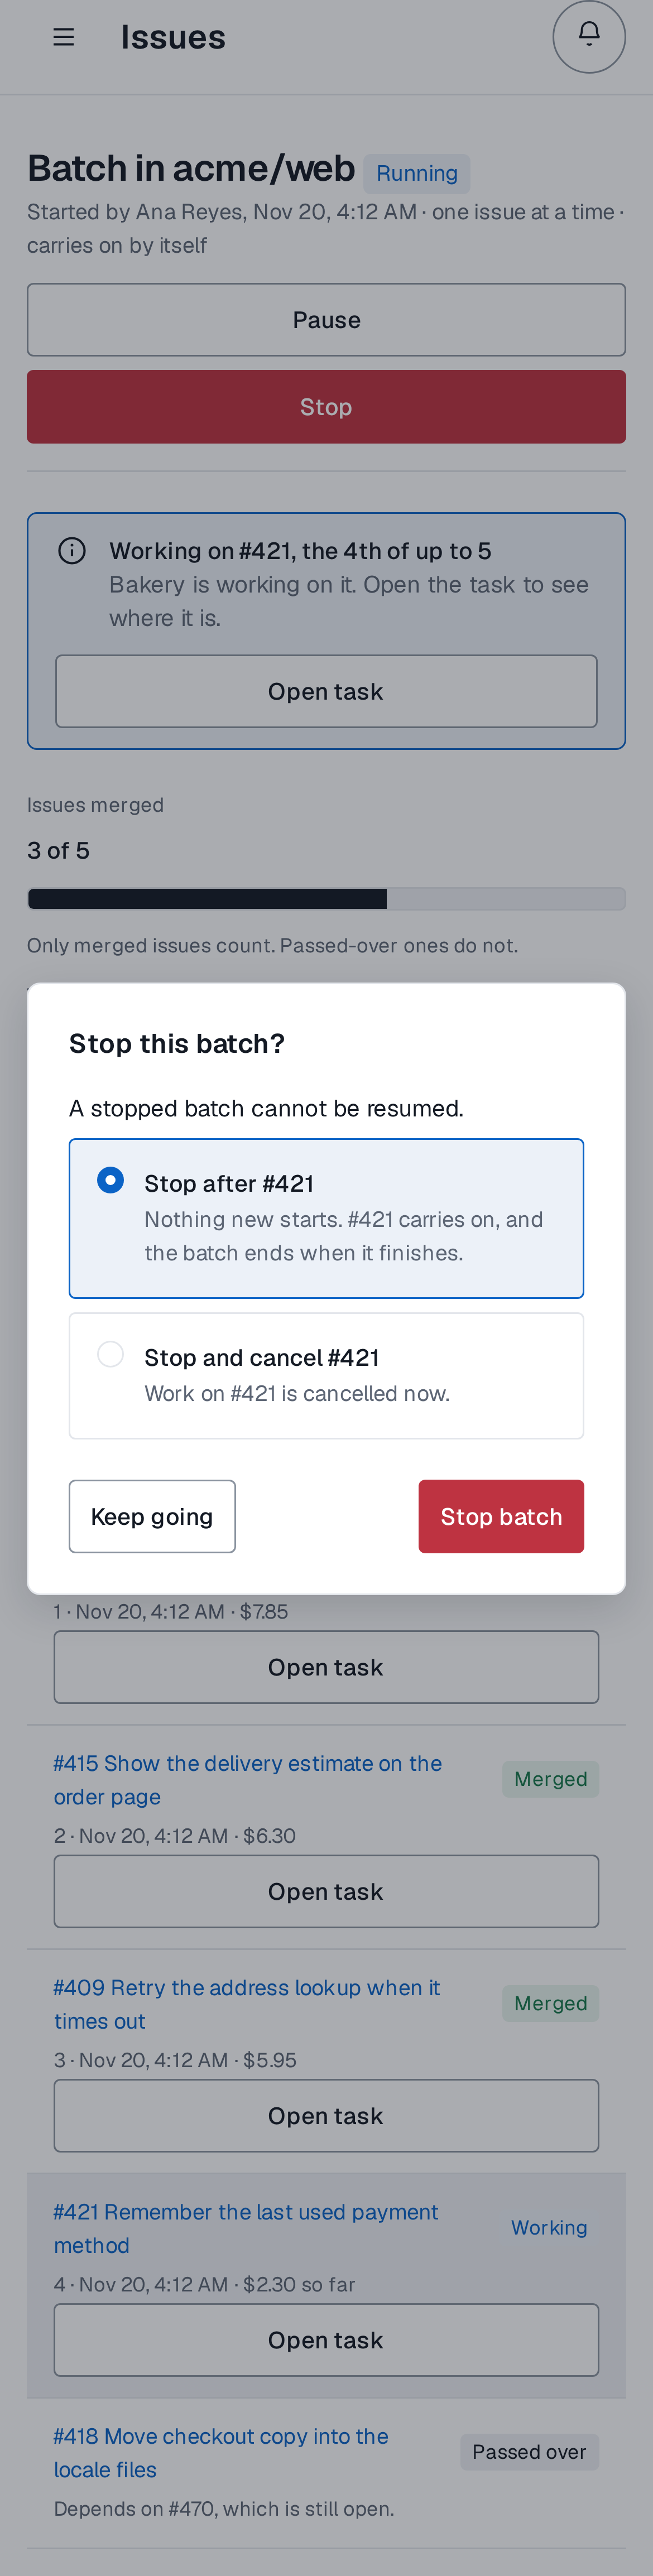 Issues
Batch in acme/web Running
Started by Ana Reyes, Nov 20, 4:12 AM · one issue at a time ·
carries on by itself
Pause
Stop
Working on #421, the 4th of up to 5
Bakery is working on it. Open the task to see
where it is.
Open task
Issues merged
3 of 5
Only merged issues count. Passed-over ones do not.
Stop this batch?
A stopped batch cannot be resumed.
Stop after #421
Nothing new starts. #421 carries on, and
the batch ends when it finishes.
Stop and cancel #421
Work on #421 is cancelled now.
Keep going
Stop batch
1 · Nov 20, 4:12 AM · $7.85
Open task
#415 Show the delivery estimate on the
order page
Merged
2 · Nov 20, 4:12 AM · $6.30
Open task
#409 Retry the address lookup when it
times out
Merged
3 · Nov 20, 4:12 AM · $5.95
Open task
#421 Remember the last used payment
method
Working
4 · Nov 20, 4:12 AM · $2.30 so far
Open task
#418 Move checkout copy into the
locale files
Passed over
Depends on #470, which is still open.